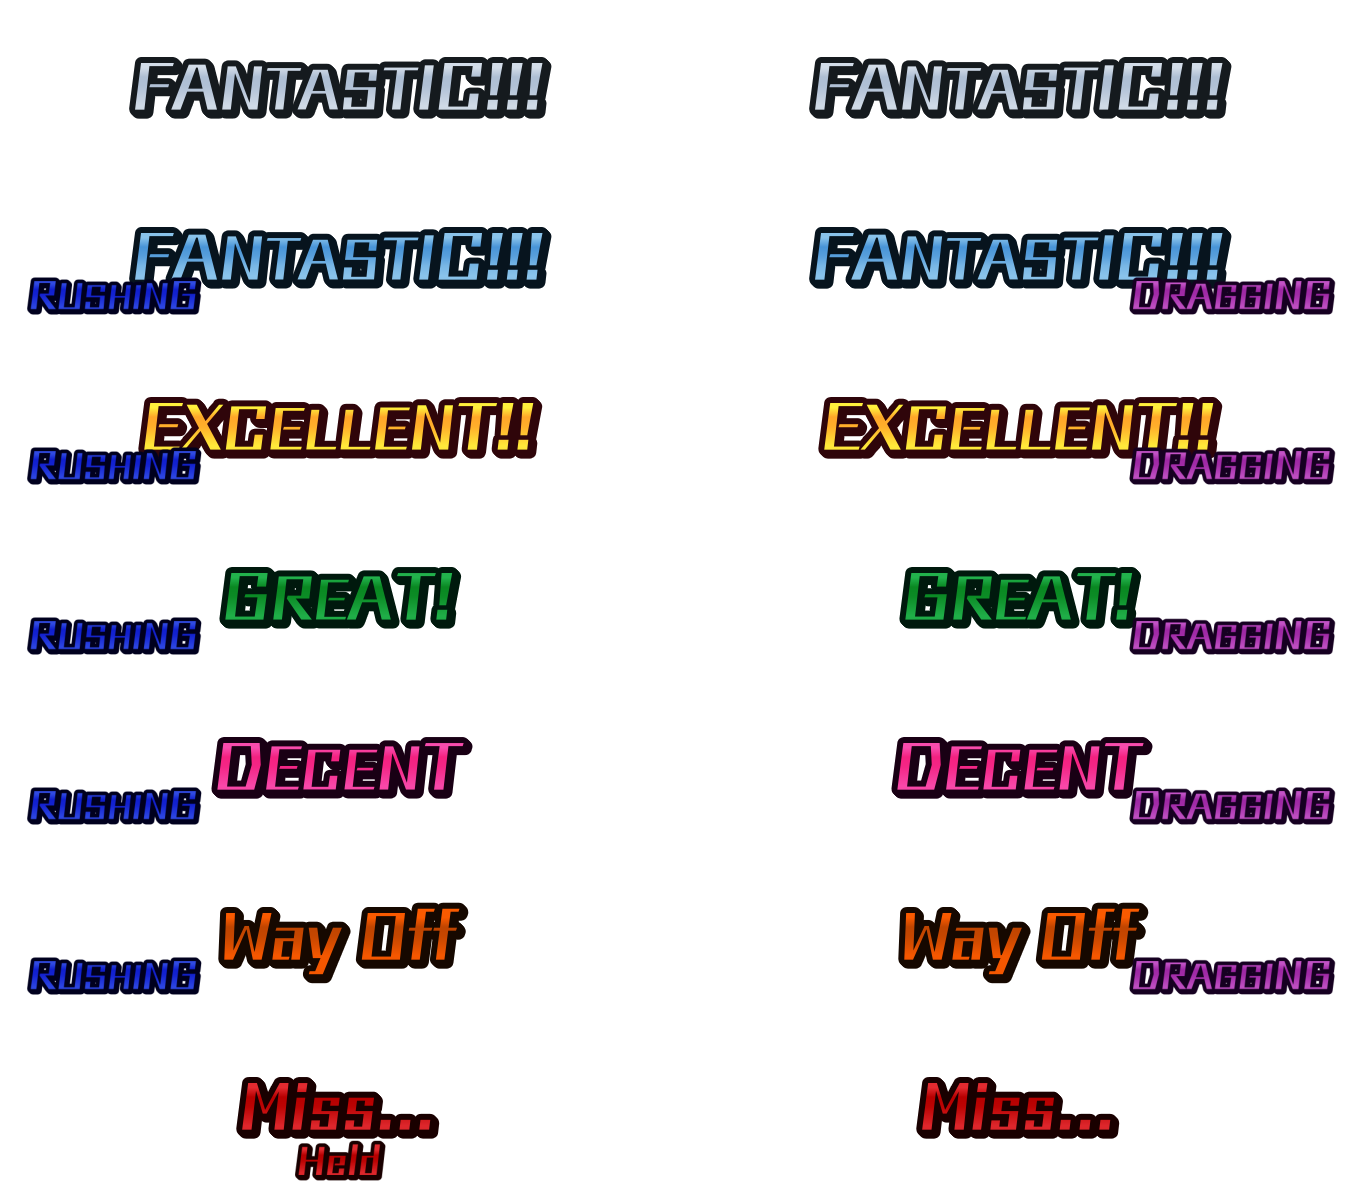 FANTASTIC!!! FANTASTIC!!!
FANTASTIC!!! FANTASTIC!!!
RUSHING DRAGGING
EXCELLENT!! EXCELLENT!!
RUSHING DRAGGING
GREAT! GREAT!
RUSHING DRAGGING
DECENT DECENT
RUSHING DRAGGING
Way Off Way Off
RUSHING DRAGGING
Miss... Miss...
Held